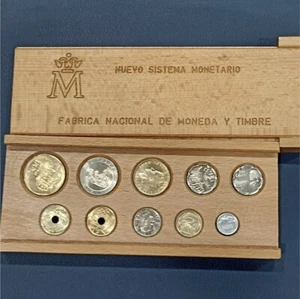 NUEVO SISTEMA MONETARIO
M
FABRICA NACIONAL DE MONEDA Y TIMBRE